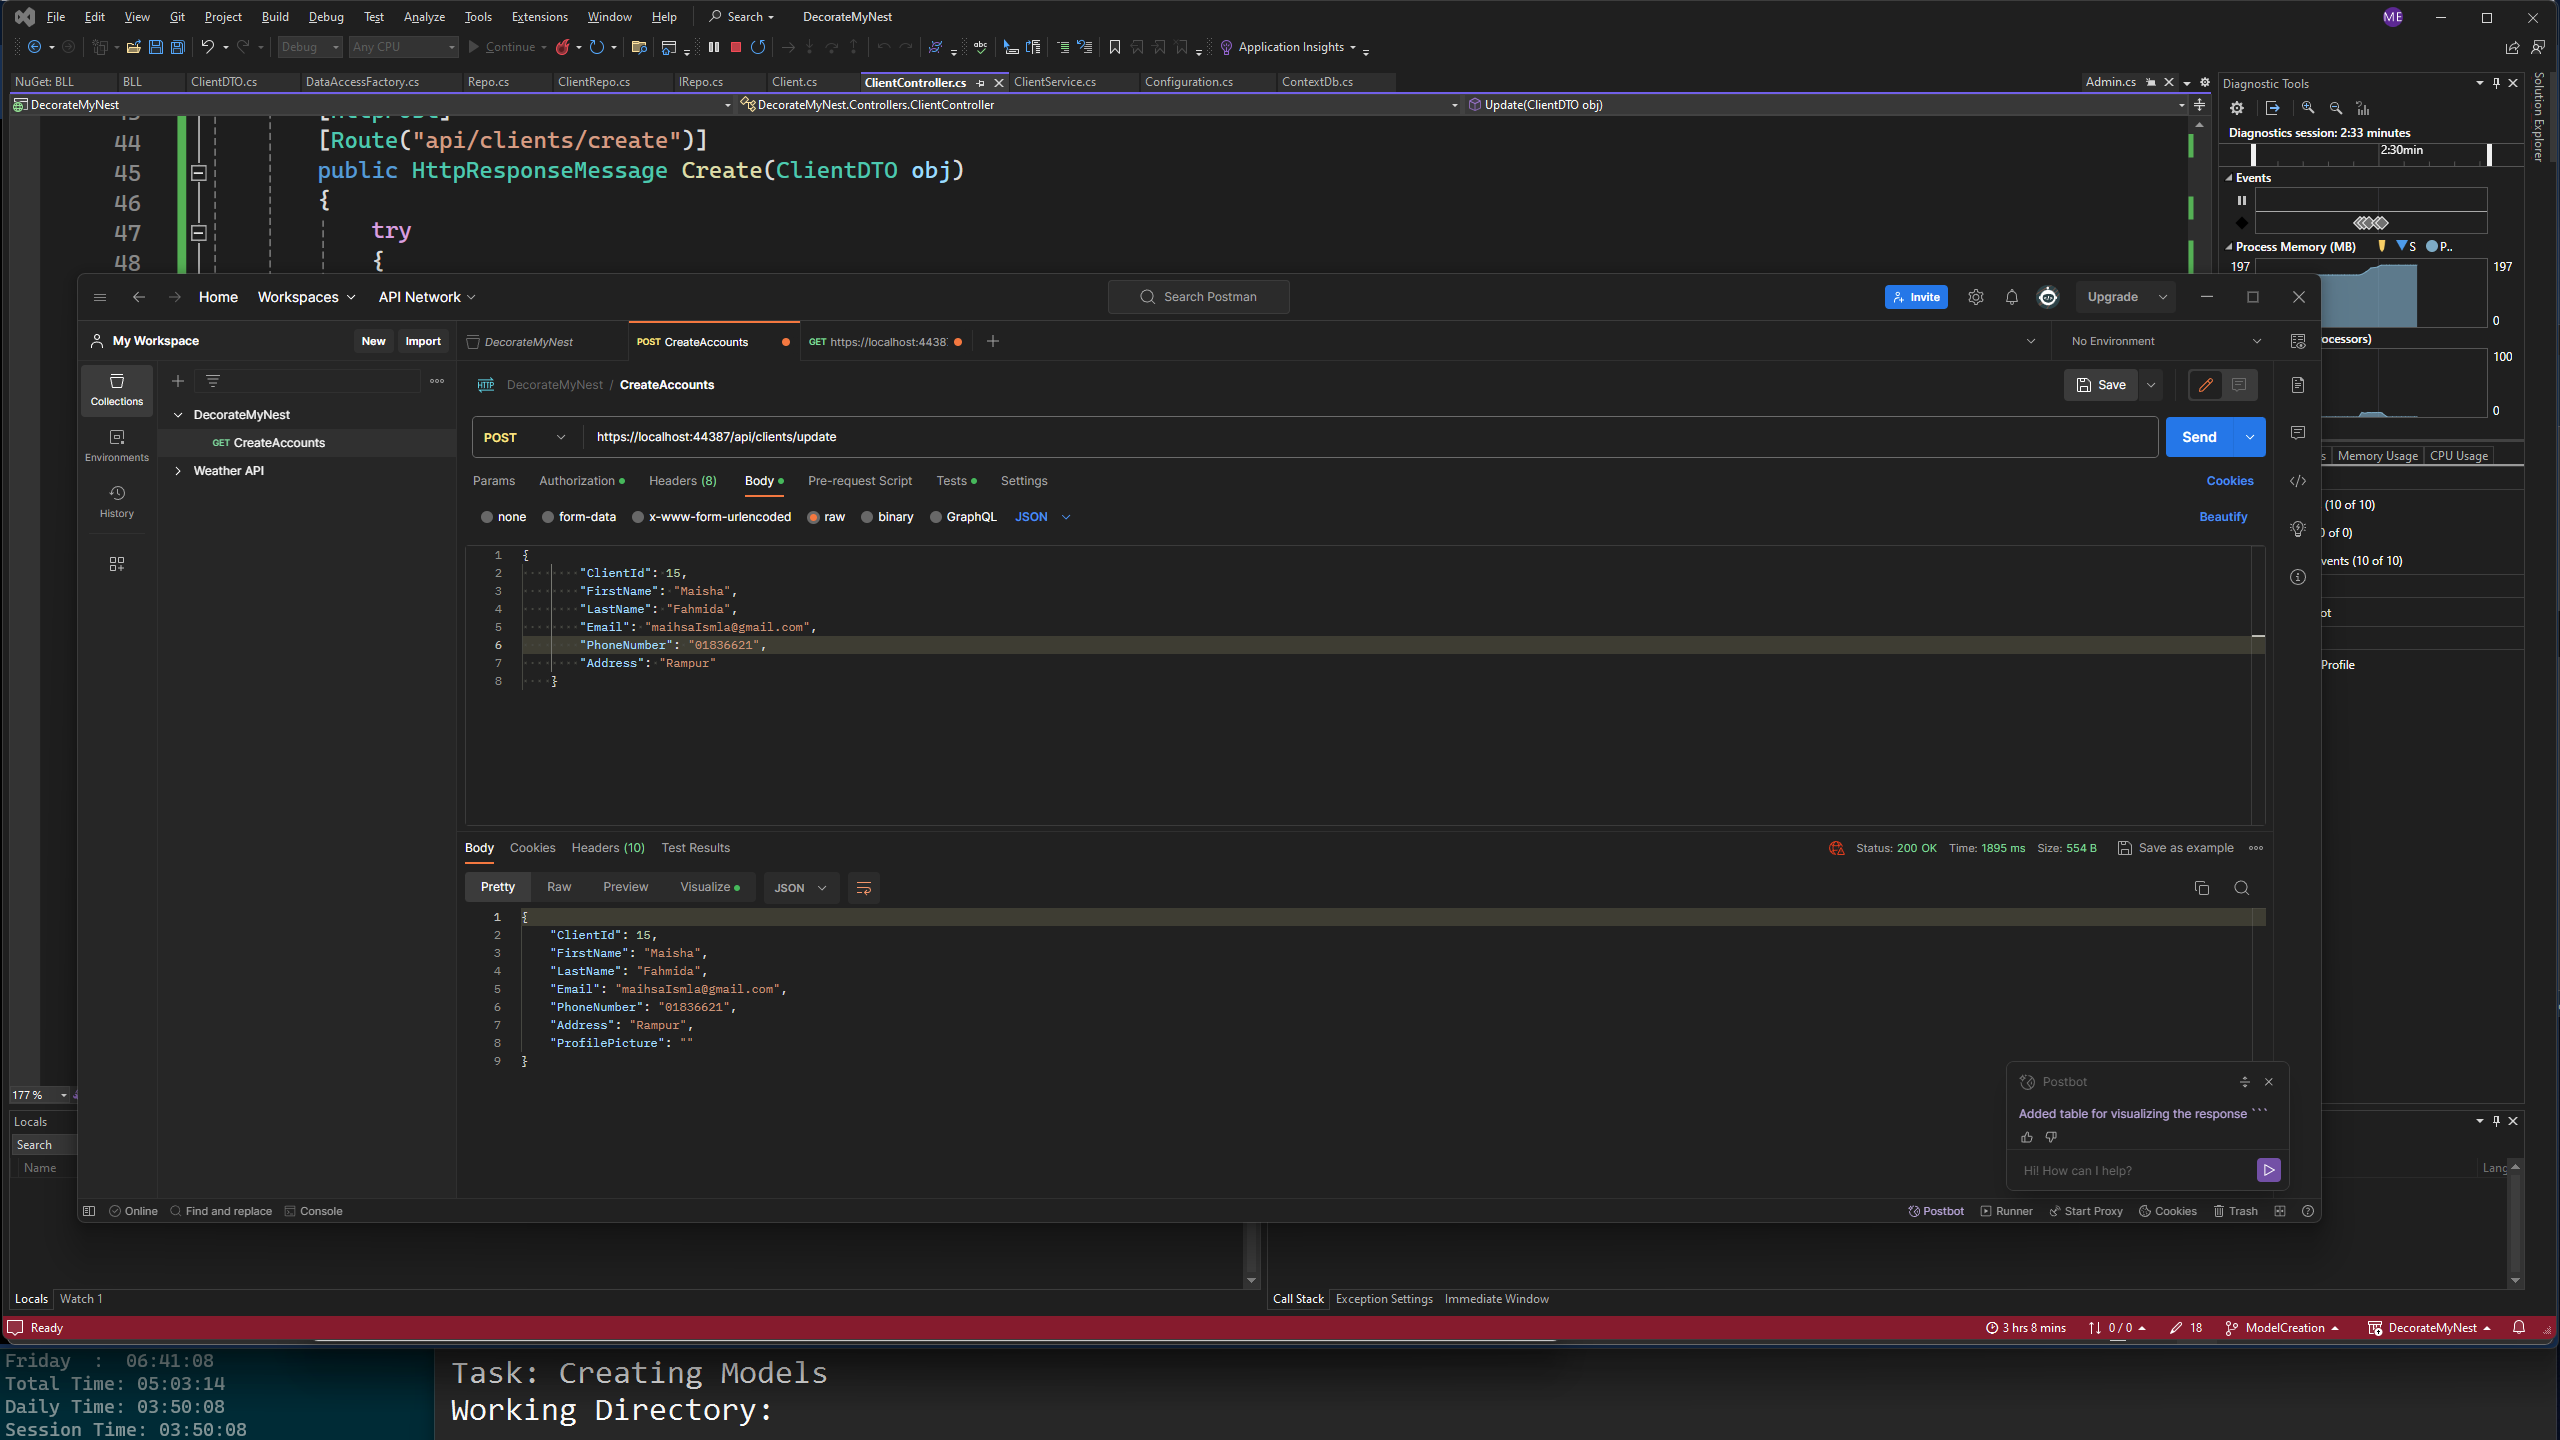 File Edit View Git Project Build Debug Test Analyze Tools Extensions Window Help Search DecorateMyNest ME
Debug Any CPU Continue Application Insights
NuGet: BLL BLL ClientDTO.cs DataAccessFactory.cs Repo.cs ClientRepo.cs IRepo.cs Client.cs ClientController.cs ClientService.cs Configuration.cs ContextDb.cs Admin.cs
DecorateMyNest DecorateMyNest.Controllers.ClientController Update(ClientDTO obj)
44 [Route("api/clients/create")]
45 public HttpResponseMessage Create(ClientDTO obj)
46 {
47 try
48 {
Diagnostic Tools
Diagnostics session: 2:33 minutes
2:30min
Events
Process Memory (MB) S P..
197 197
0
ocessors)
100
0
Memory Usage CPU Usage
(10 of 10)
of 0)
vents (10 of 10)
ot
Profile
Solution Explorer
Home Workspaces API Network Search Postman Invite Upgrade
My Workspace New Import DecorateMyNest POST CreateAccounts GET https://localhost:4438 No Environment
Collections
Environments
History
DecorateMyNest
GET CreateAccounts
Weather API
HTTP DecorateMyNest / CreateAccounts Save
POST https://localhost:44387/api/clients/update Send
Params Authorization Headers (8) Body Pre-request Script Tests Settings Cookies
none form-data x-www-form-urlencoded raw binary GraphQL JSON Beautify
1 {
2 "ClientId": 15,
3 "FirstName": "Maisha",
4 "LastName": "Fahmida",
5 "Email": "maihsaIsmla@gmail.com",
6 "PhoneNumber": "01836621",
7 "Address": "Rampur"
8 }
Body Cookies Headers (10) Test Results Status: 200 OK Time: 1895 ms Size: 554 B Save as example
Pretty Raw Preview Visualize JSON
1 {
2 "ClientId": 15,
3 "FirstName": "Maisha",
4 "LastName": "Fahmida",
5 "Email": "maihsaIsmla@gmail.com",
6 "PhoneNumber": "01836621",
7 "Address": "Rampur",
8 "ProfilePicture": ""
9 }
Postbot
Added table for visualizing the response ```
Hi! How can I help?
Online Find and replace Console Postbot Runner Start Proxy Cookies Trash
177 %
Locals
Search
Name
Lang
Locals Watch 1 Call Stack Exception Settings Immediate Window
Ready 3 hrs 8 mins 0 / 0 18 ModelCreation DecorateMyNest
Friday : 06:41:08
Total Time: 05:03:14
Daily Time: 03:50:08
Session Time: 03:50:08
Task: Creating Models
Working Directory: